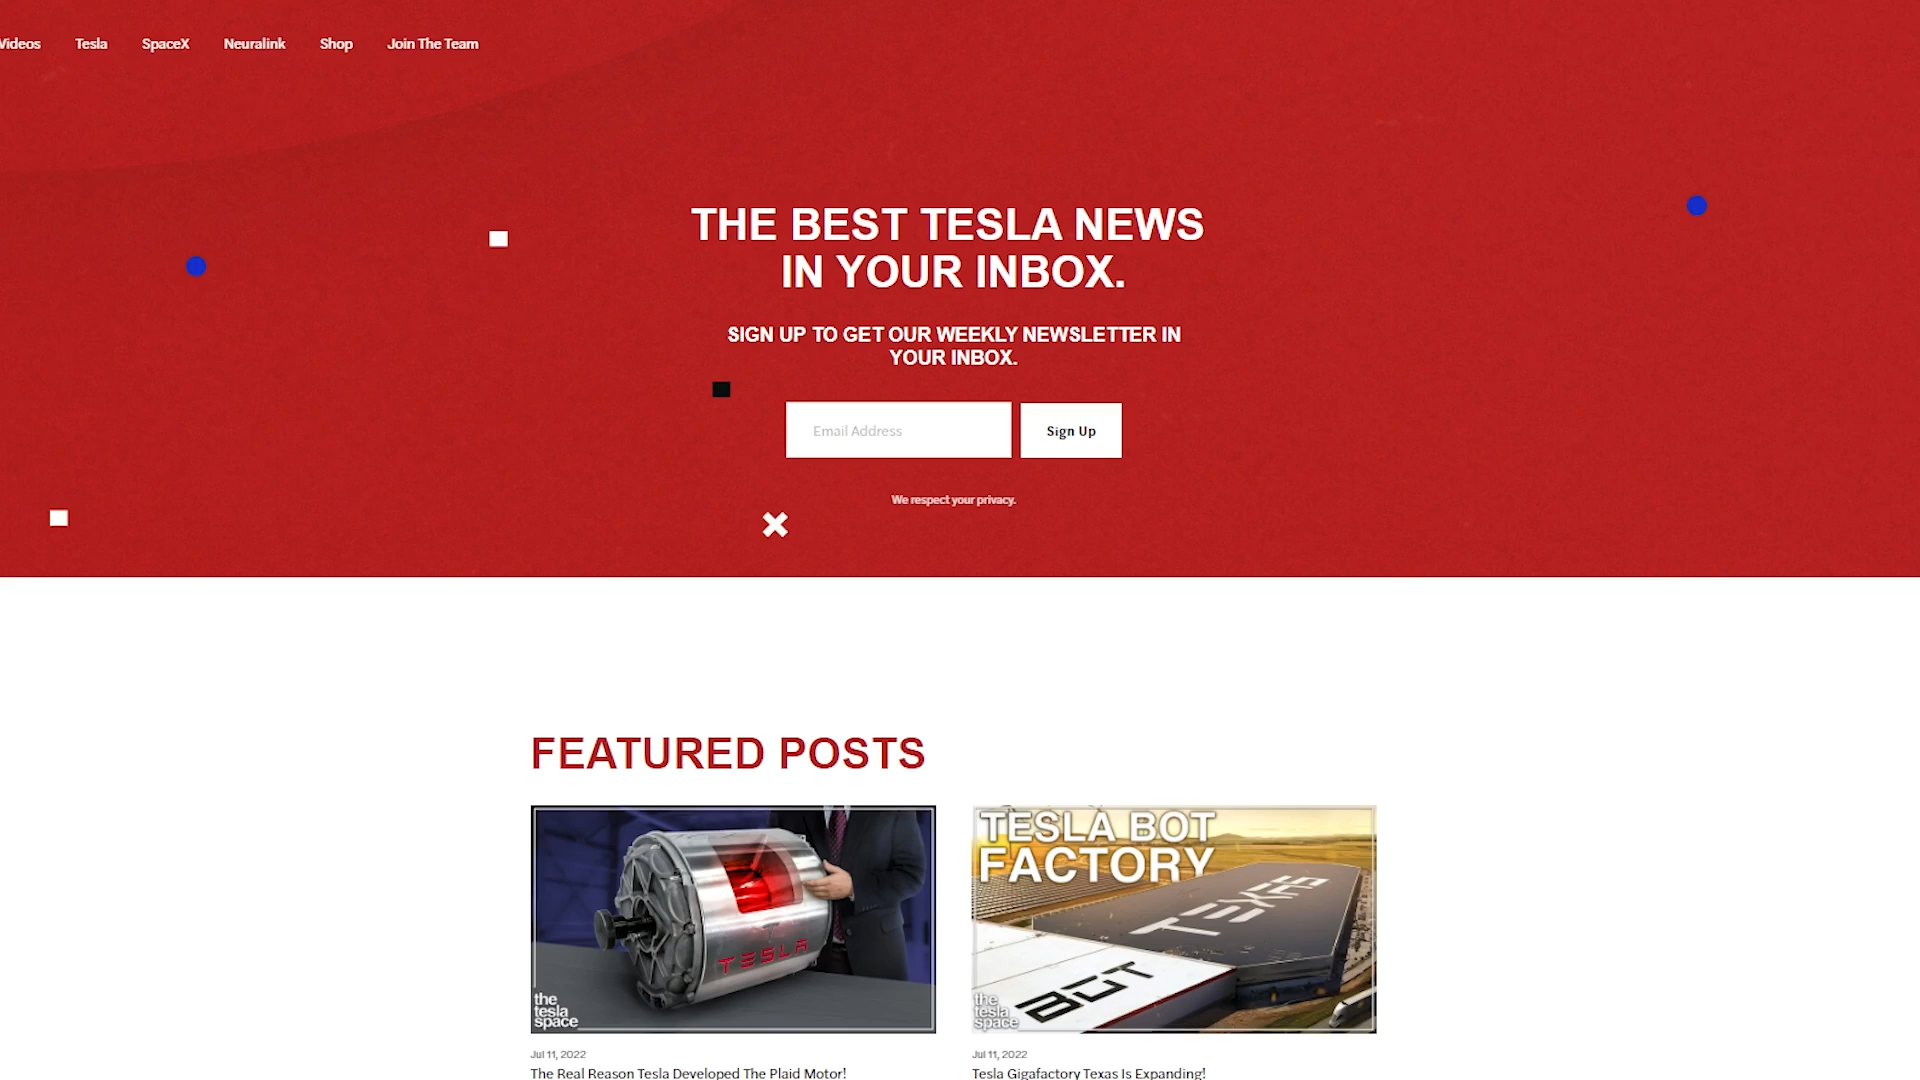 Videos Tesla SpaceX Neuralink Shop Join The Team
THE BEST TESLA NEWS
IN YOUR INBOX.
SIGN UP TO GET OUR WEEKLY NEWSLETTER IN
YOUR INBOX.
Email Address Sign Up
We respect your privacy.
FEATURED POSTS
TESLA
the
tesla
space
Jul 11, 2022
The Real Reason Tesla Developed The Plaid Motor!
TESLA BOT
FACTORY
TEXAS
BOT
the
tesla
space
Jul 11, 2022
Tesla Gigafactory Texas Is Expanding!